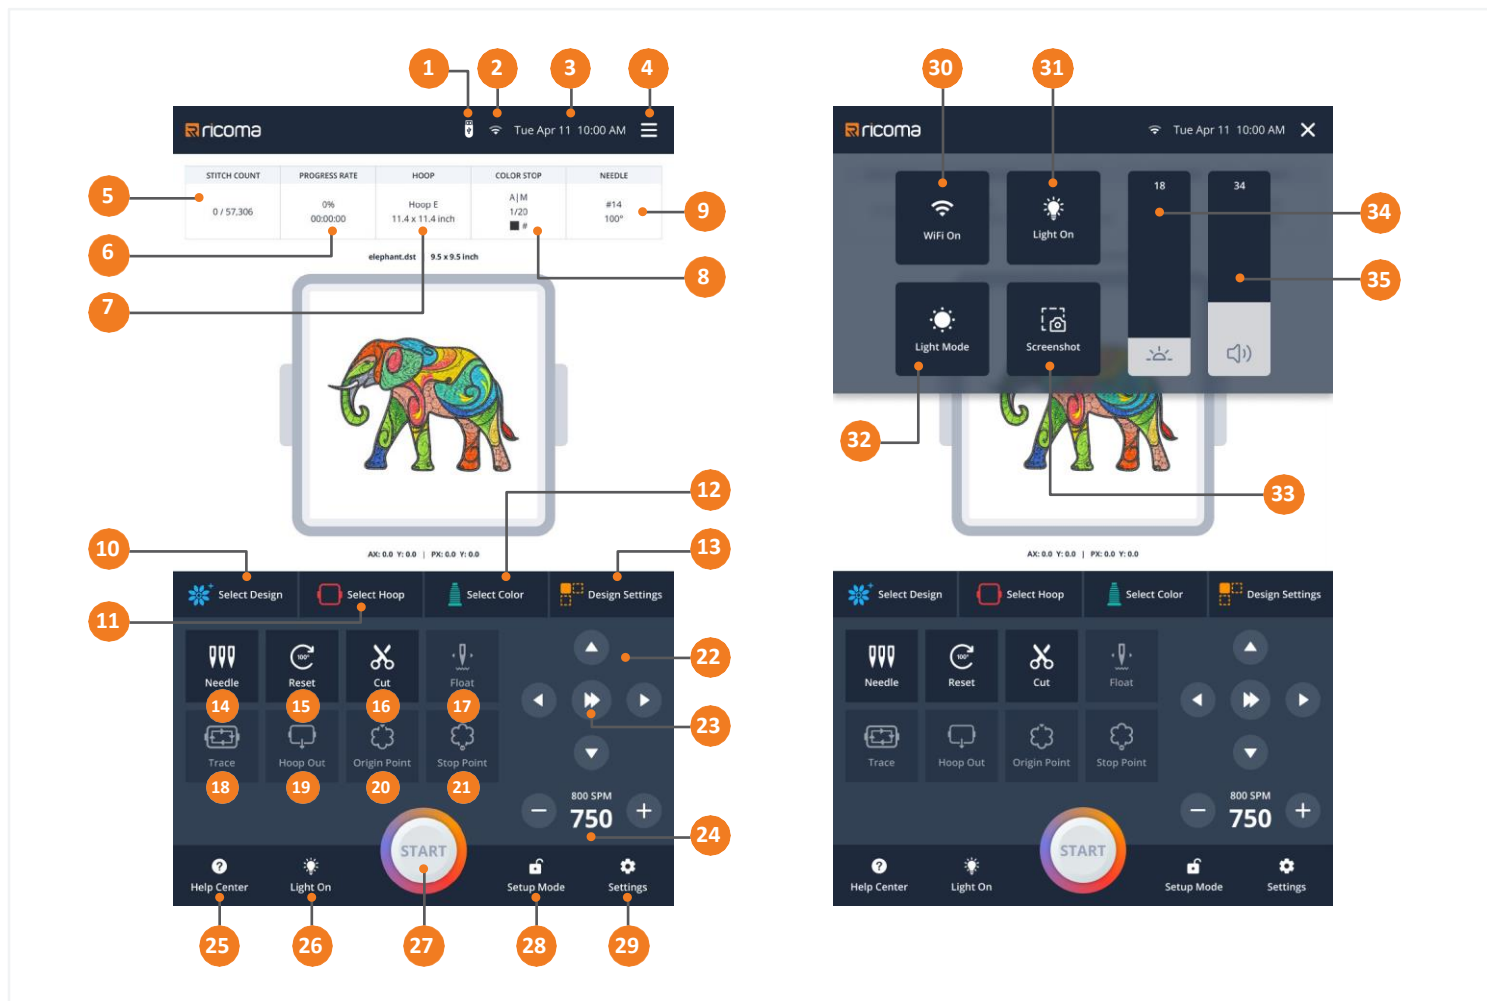 1 2 3 4
ricoma Tue Apr 11 10:00 AM
STITCH COUNT PROGRESS RATE HOOP COLOR STOP NEEDLE
0 / 57,306
0%
00:00:00
Hoop E
11.4 x 11.4 inch
A|M
1/20
#
#14
100°
5
6
7
8
9
elephant.dst 9.5 x 9.5 inch
AX: 0.0 Y: 0.0 | PX: 0.0 Y: 0.0
10
11
12
13
Select Design Select Hoop Select Color Design Settings
100°
Needle Reset Cut Float
14 15 16 17
Trace Hoop Out Origin Point Stop Point
18 19 20 21
22
23
800 SPM
750
24
START
Help Center Light On Setup Mode Settings
25 26 27 28 29
30 31
ricoma Tue Apr 11 10:00 AM
WiFi On Light On
18 34
Light Mode Screenshot
34
35
32
33
AX: 0.0 Y: 0.0 | PX: 0.0 Y: 0.0
Select Design Select Hoop Select Color Design Settings
100°
Needle Reset Cut Float
Trace Hoop Out Origin Point Stop Point
800 SPM
750
START
Help Center Light On Setup Mode Settings